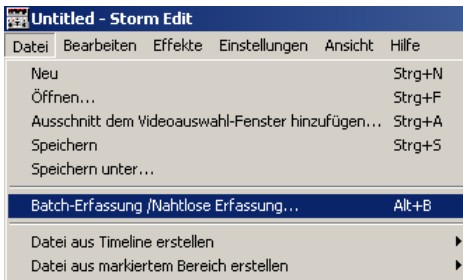 Untitled - Storm Edit
Datei Bearbeiten Effekte Einstellungen Ansicht Hilfe
Neu Strg+N
Öffnen... Strg+F
Ausschnitt dem Videoauswahl-Fenster hinzufügen... Strg+A
Speichern Strg+S
Speichern unter...
Batch-Erfassung /Nahtlose Erfassung... Alt+B
Datei aus Timeline erstellen
Datei aus markiertem Bereich erstellen